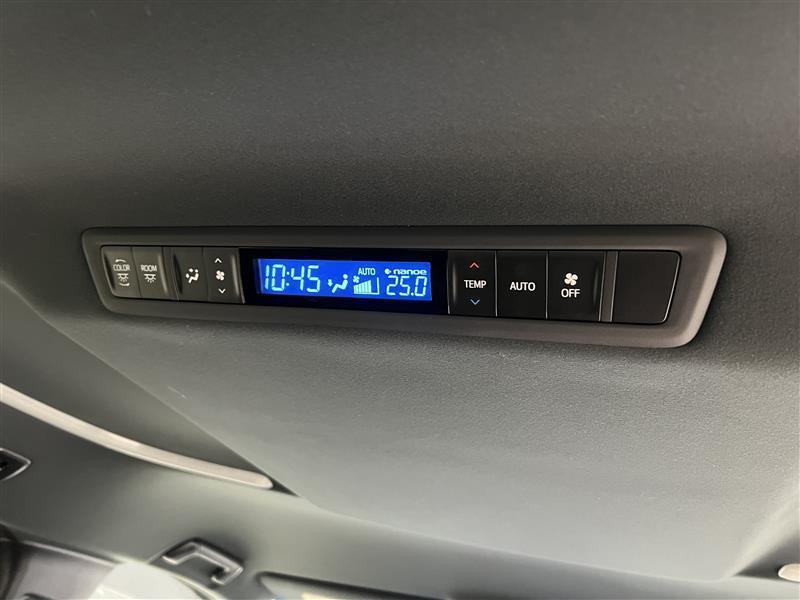 COLOR
ROOM
10:45
AUTO
nanoe
25.0
TEMP
AUTO
OFF